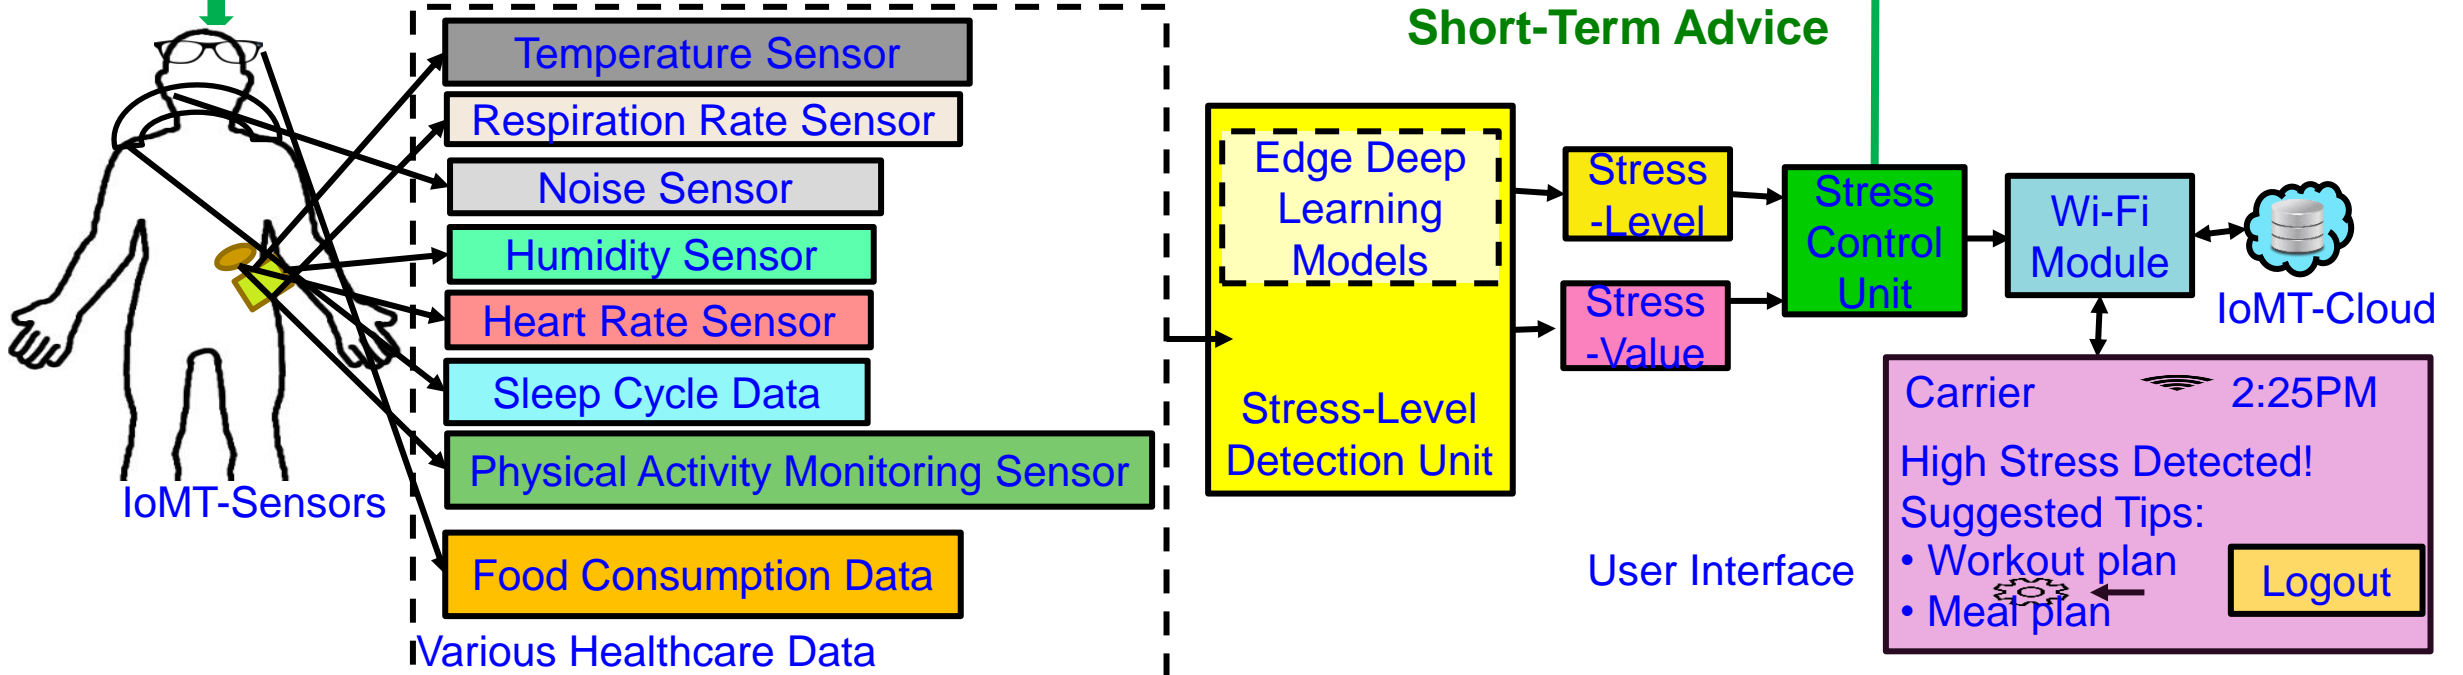 Short-Term Advice
Temperature Sensor
Respiration Rate Sensor
Noise Sensor
Humidity Sensor
Heart Rate Sensor
Sleep Cycle Data
Physical Activity Monitoring Sensor
Food Consumption Data
Various Healthcare Data
IoMT-Sensors
Edge Deep
Learning
Models
Stress-Level
Detection Unit
Stress
-Level
Stress
-Value
Stress
Control
Unit
Wi-Fi
Module
IoMT-Cloud
User Interface
Carrier 2:25PM
High Stress Detected!
Suggested Tips:
• Workout plan
• Meal plan
Logout